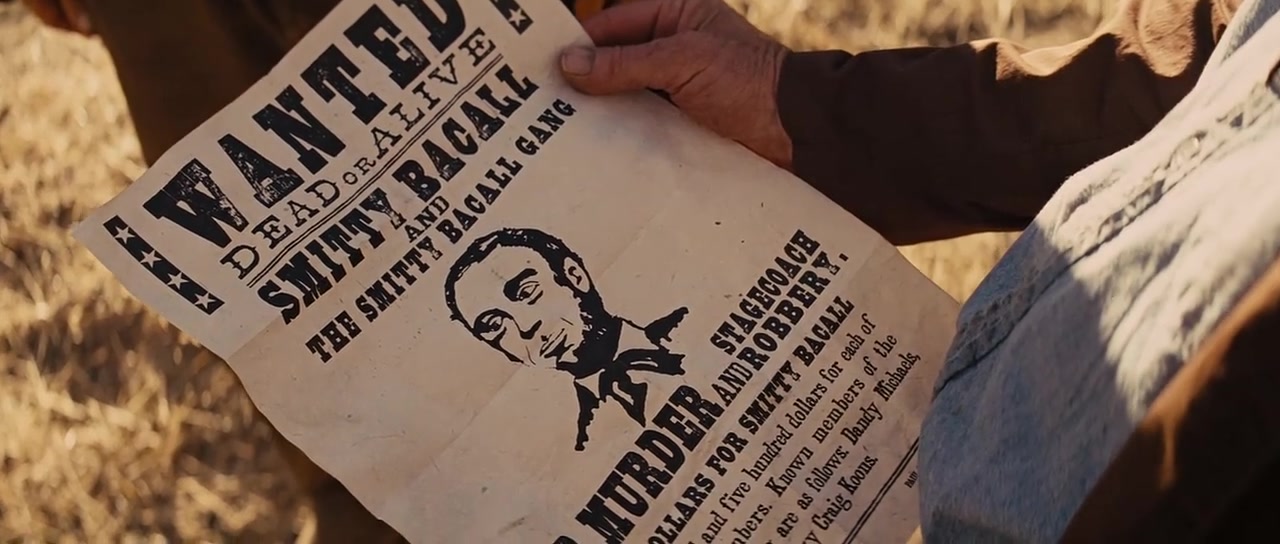 WANTED
DEAD OR ALIVE
SMITTY BACALL
AND
THE SMITTY BACALL GANG
MURDER AND STAGECOACH ROBBERY.
DOLLARS FOR SMITTY BACALL
and five hundred dollars for each of
Known members of the
are as follows: Dandy Michaels,
Craig Koons.